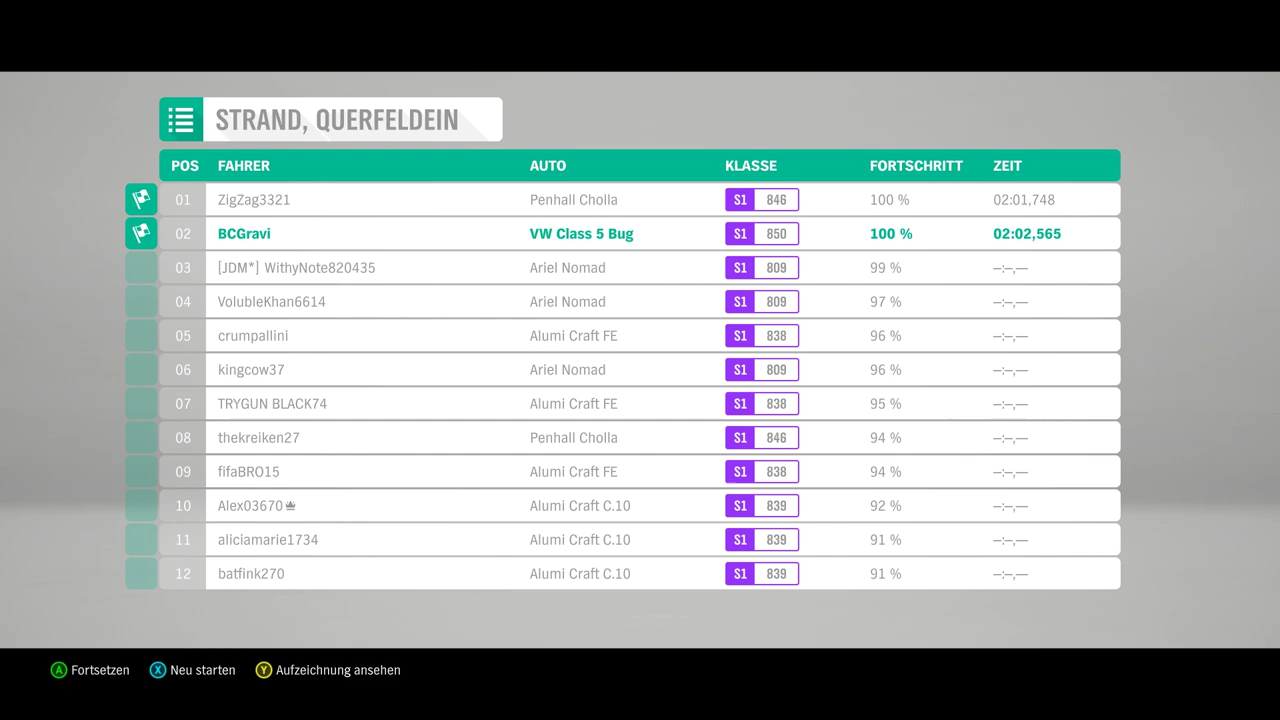 STRAND, QUERFELDEIN
POS FAHRER AUTO KLASSE FORTSCHRITT ZEIT
01 ZigZag3321 Penhall Cholla S1 846 100 % 02:01,748
02 BCGravi VW Class 5 Bug S1 850 100 % 02:02,565
03 [JDM*] WithyNote820435 Ariel Nomad S1 809 99 % --:--,---
04 VolubleKhan6614 Ariel Nomad S1 809 97 % --:--,---
05 crumpallini Alumi Craft FE S1 838 96 % --:--,---
06 kingcow37 Ariel Nomad S1 809 96 % --:--,---
07 TRYGUN BLACK74 Alumi Craft FE S1 838 95 % --:--,---
08 thekreiken27 Penhall Cholla S1 846 94 % --:--,---
09 fifaBRO15 Alumi Craft FE S1 838 94 % --:--,---
10 Alex03670 Alumi Craft C.10 S1 839 92 % --:--,---
11 aliciamarie1734 Alumi Craft C.10 S1 839 91 % --:--,---
12 batfink270 Alumi Craft C.10 S1 839 91 % --:--,---
A Fortsetzen X Neu starten Y Aufzeichnung ansehen